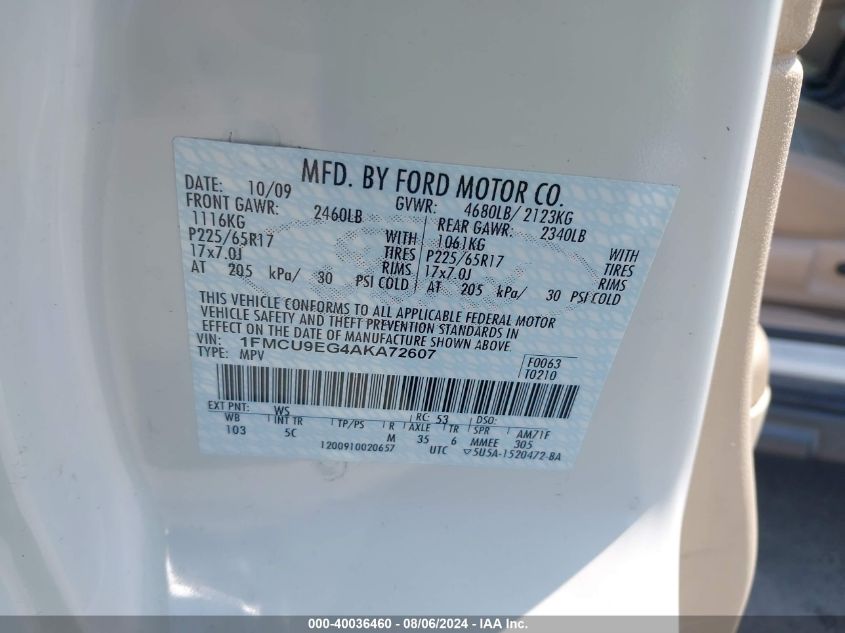 MFD. BY FORD MOTOR CO.
DATE: 10/09 GVWR: 4680LB/ 2123KG
FRONT GAWR: 2460LB REAR GAWR: 2340LB
1116KG WITH 1061KG WITH
P225/65R17 TIRES P225/65R17 TIRES
17x7.0J RIMS 17x7.0J RIMS
AT 205 kPa/ 30 PSI COLD AT 205 kPa/ 30 PSI COLD
THIS VEHICLE CONFORMS TO ALL APPLICABLE FEDERAL MOTOR
VEHICLE SAFETY AND THEFT PREVENTION STANDARDS IN
EFFECT ON THE DATE OF MANUFACTURE SHOWN ABOVE.
VIN: 1FMCU9EG4AKA72607 F0063
TYPE: MPV T0210
EXT PNT: WS RC: 53 DSO:
WB INT TR TP/PS R AXLE TR SPR AM71F
103 5C M 35 6 MMEE 305
1200910020657 UTC ▽5U5A-1520472-BA
000-40036460 - 08/06/2024 - IAA Inc.